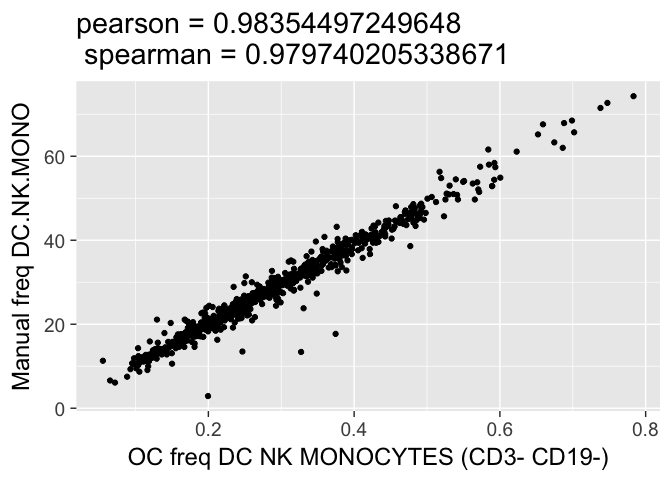 pearson = 0.98354497249648
spearman = 0.979740205338671
Manual freq DC.NK.MONO
60
40
20
0
0.2
0.4
0.6
0.8
OC freq DC NK MONOCYTES (CD3- CD19-)